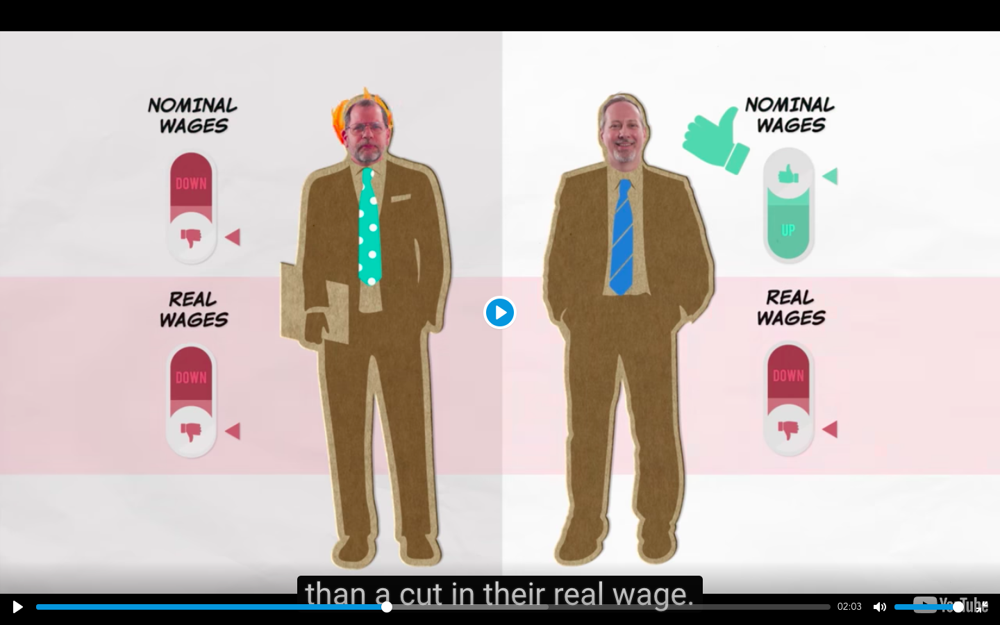 NOMINAL
WAGES
DOWN
REAL
WAGES
DOWN
NOMINAL
WAGES
UP
REAL
WAGES
DOWN
than a cut in their real wage.
02:03
YouTube